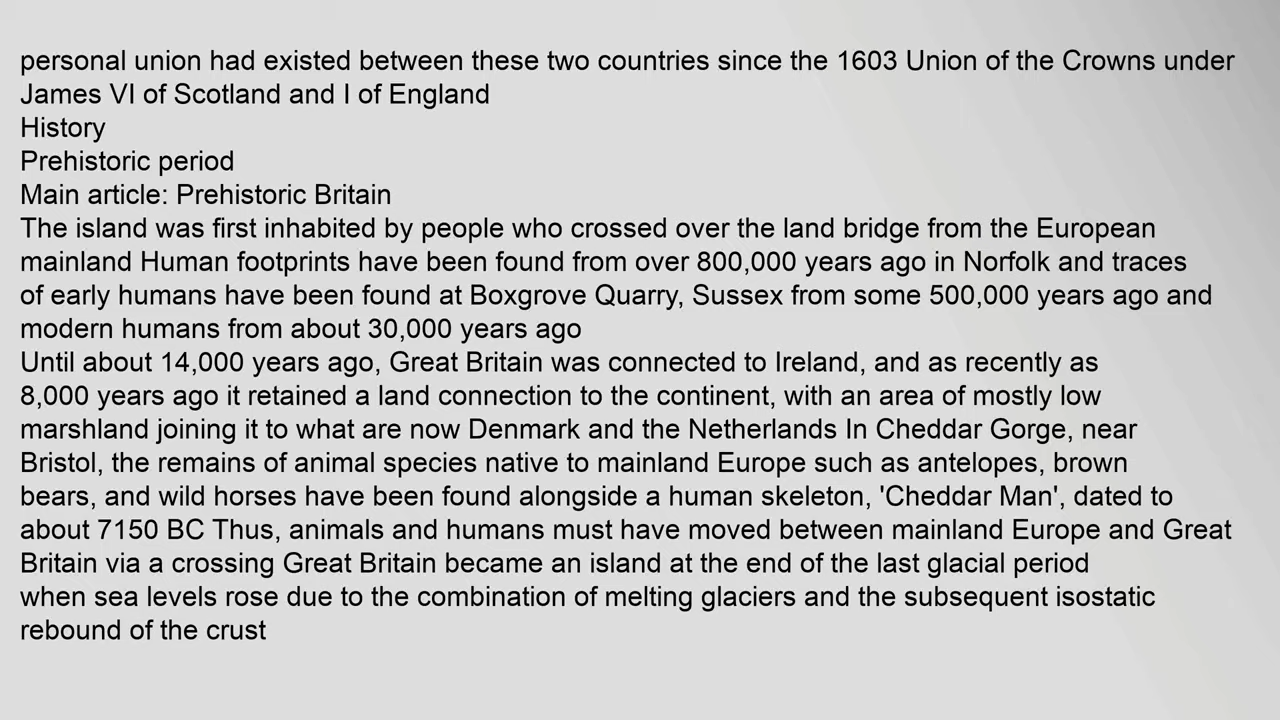 personal union had existed between these two countries since the 1603 Union of the Crowns under
James VI of Scotland and I of England
History
Prehistoric period
Main article: Prehistoric Britain
The island was first inhabited by people who crossed over the land bridge from the European
mainland Human footprints have been found from over 800,000 years ago in Norfolk and traces
of early humans have been found at Boxgrove Quarry, Sussex from some 500,000 years ago and
modern humans from about 30,000 years ago
Until about 14,000 years ago, Great Britain was connected to Ireland, and as recently as
8,000 years ago it retained a land connection to the continent, with an area of mostly low
marshland joining it to what are now Denmark and the Netherlands In Cheddar Gorge, near
Bristol, the remains of animal species native to mainland Europe such as antelopes, brown
bears, and wild horses have been found alongside a human skeleton, 'Cheddar Man', dated to
about 7150 BC Thus, animals and humans must have moved between mainland Europe and Great
Britain via a crossing Great Britain became an island at the end of the last glacial period
when sea levels rose due to the combination of melting glaciers and the subsequent isostatic
rebound of the crust